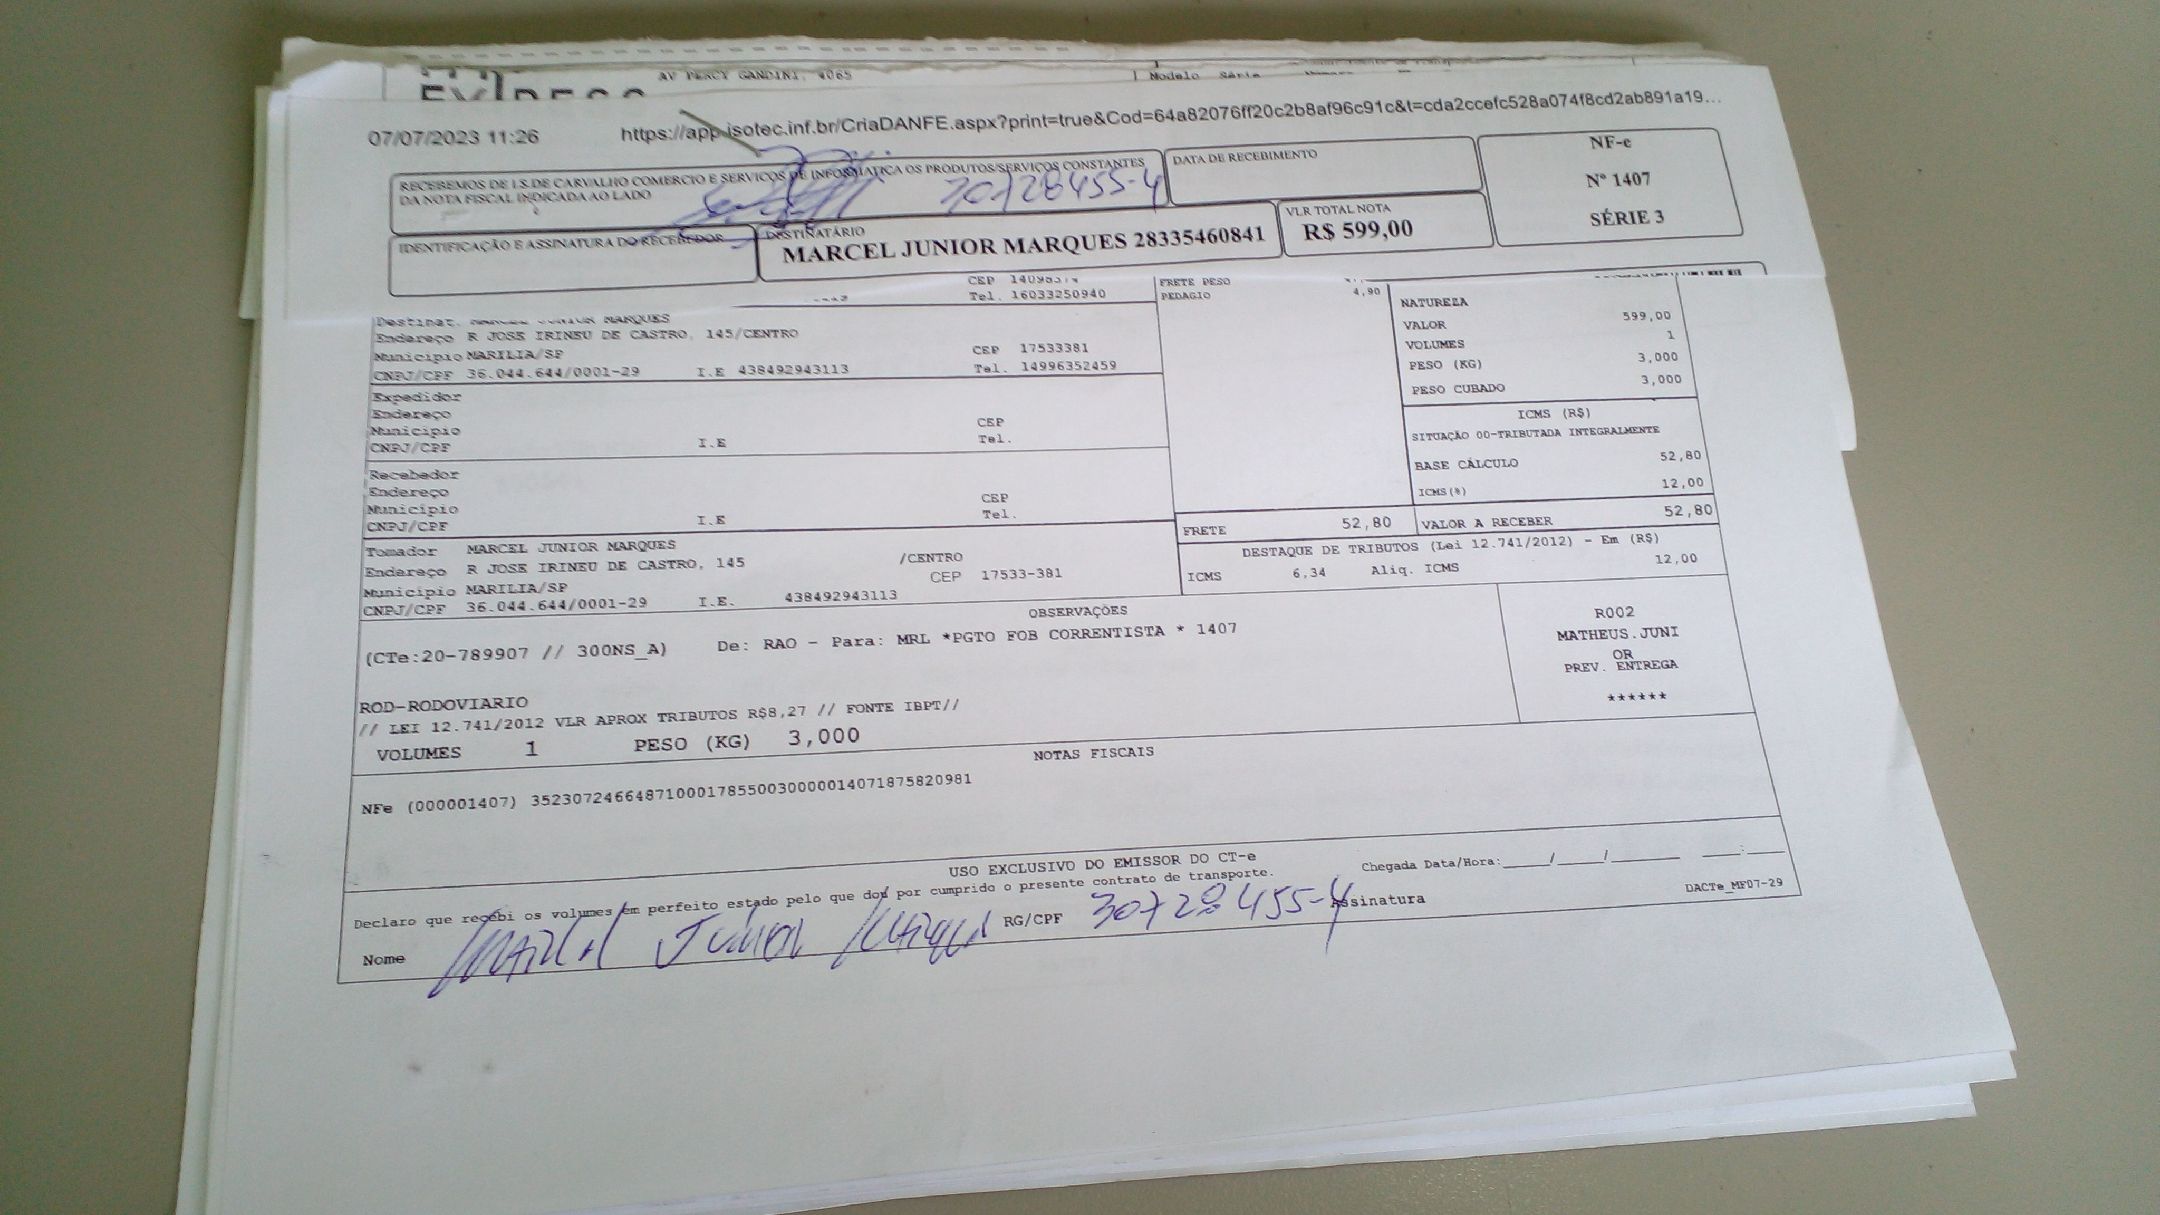 AV PERCY GANDINI, 4065
Modelo Série
07/07/2023 11:26 https://app.isotec.inf.br/CriaDANFE.aspx?print=true&Cod=64a82076ff20c2b8af96c91c&t=cda2ccefc528a074f8cd2ab891a19...
RECEBEMOS DE I.S.DE CARVALHO COMERCIO E SERVICOS DE INFORMATICA OS PRODUTOS/SERVIÇOS CONSTANTES
DA NOTA FISCAL INDICADA AO LADO
30728455-4
DATA DE RECEBIMENTO
NF-e
Nº 1407
SÉRIE 3
IDENTIFICAÇÃO E ASSINATURA DO RECEBEDOR
DESTINATÁRIO
MARCEL JUNIOR MARQUES 28335460841
VLR TOTAL NOTA
R$ 599,00
CEP
Tel. 16033250940
FRETE PESO
PEDAGIO 4,90
Destinat. MARCEL JUNIOR MARQUES
Endereço R JOSE IRINEU DE CASTRO, 145/CENTRO
Municipio MARILIA/SP CEP 17533381
CNPJ/CPF 36.044.644/0001-29 I.E 438492943113 Tel. 14996352459
NATUREZA
VALOR 599,00
VOLUMES 1
PESO (KG) 3,000
PESO CUBADO 3,000
Expedidor
Endereço
Municipio CEP
CNPJ/CPF I.E Tel.
ICMS (R$)
SITUAÇÃO 00-TRIBUTADA INTEGRALMENTE
BASE CÁLCULO 52,80
ICMS(%) 12,00
Recebedor
Endereço
Municipio CEP
CNPJ/CPF I.E Tel.
FRETE 52,80 VALOR A RECEBER 52,80
Tomador MARCEL JUNIOR MARQUES
Endereço R JOSE IRINEU DE CASTRO, 145 /CENTRO
Municipio MARILIA/SP CEP 17533-381
CNPJ/CPF 36.044.644/0001-29 I.E. 438492943113
DESTAQUE DE TRIBUTOS (Lei 12.741/2012) - Em (R$)
ICMS 6,34 Aliq. ICMS 12,00
OBSERVAÇÕES
(CTe:20-789907 // 300NS_A) De: RAO - Para: MRL *PGTO FOB CORRENTISTA * 1407
R002
MATHEUS.JUNI
OR
PREV. ENTREGA
******
ROD-RODOVIARIO
// LEI 12.741/2012 VLR APROX TRIBUTOS R$8,27 // FONTE IBPT//
VOLUMES 1 PESO (KG) 3,000
NOTAS FISCAIS
NFe (000001407) 35230724664871000178550030000014071875820981
USO EXCLUSIVO DO EMISSOR DO CT-e
Declaro que recebi os volumes em perfeito estado pelo que dou por cumprido o presente contrato de transporte.
Chegada Data/Hora:_____/_____/_______ ____:____
Nome Marcel Junior Marques RG/CPF 30728455-4 Assinatura
DACTe_MF07-29